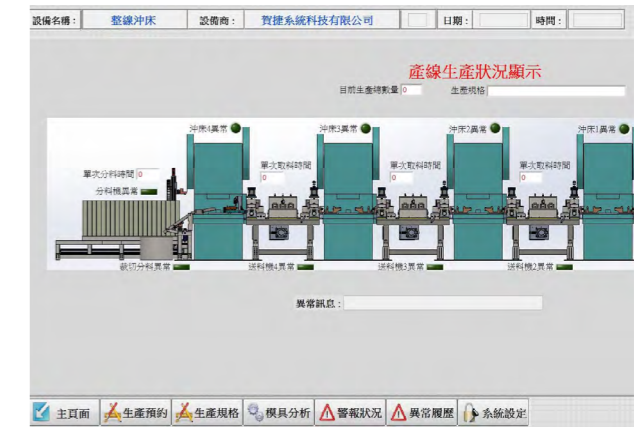 設備名稱： 整線沖床 設備商： 賀捷系統科技有限公司 日期： 時間：
產線生產狀況顯示
目前生產總數量 0 生產規格
沖床4異常 沖床3異常 沖床2異常 沖床1異常
單次分料時間 0 單次取料時間 0 單次取料時間 0 單次取料時間 0
分料機異常
裁切分料異常 送料機4異常 送料機3異常 送料機2異常
異常訊息：
主頁面 生產預約 生產規格 模具分析 警報狀況 異常履歷 系統設定